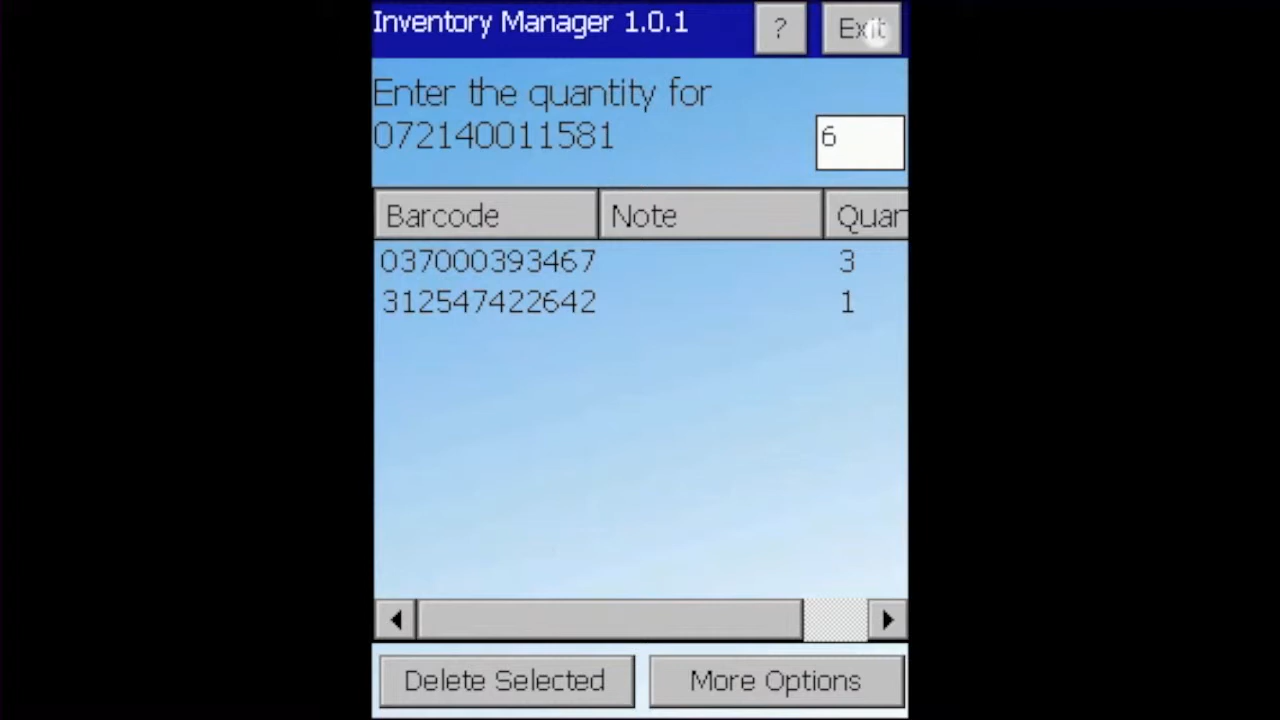 Inventory Manager 1.0.1 ? Exit
Enter the quantity for
072140011581 6
Barcode Note Quan
037000393467 3
312547422642 1
Delete Selected More Options